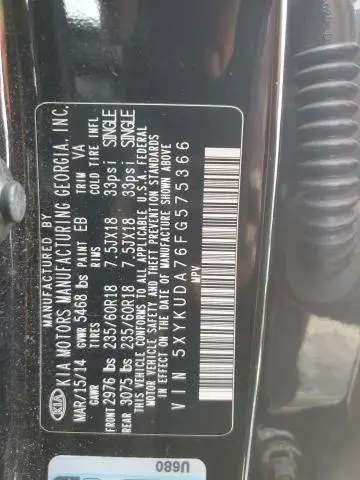 MANUFACTURED BY
KIA KIA MOTORS MANUFACTURING GEORGIA, INC.
MAR/15/14 GVWR 5468 lbs PAINT EB TRIM VA
GAWR TIRES RIMS COLD TIRE INFL
FRONT 2976 lbs 235/60R18 7.5JX18 33psi SINGLE
REAR 3075 lbs 235/60R18 7.5JX18 33psi SINGLE
THIS VEHICLE CONFORMS TO ALL APPLICABLE U.S.A. FEDERAL
MOTOR VEHICLE SAFETY AND THEFT PREVENTION STANDARDS
IN EFFECT ON THE DATE OF MANUFACTURE SHOWN ABOVE.
VIN 5XYKUDA76FG575366
MPV
U680